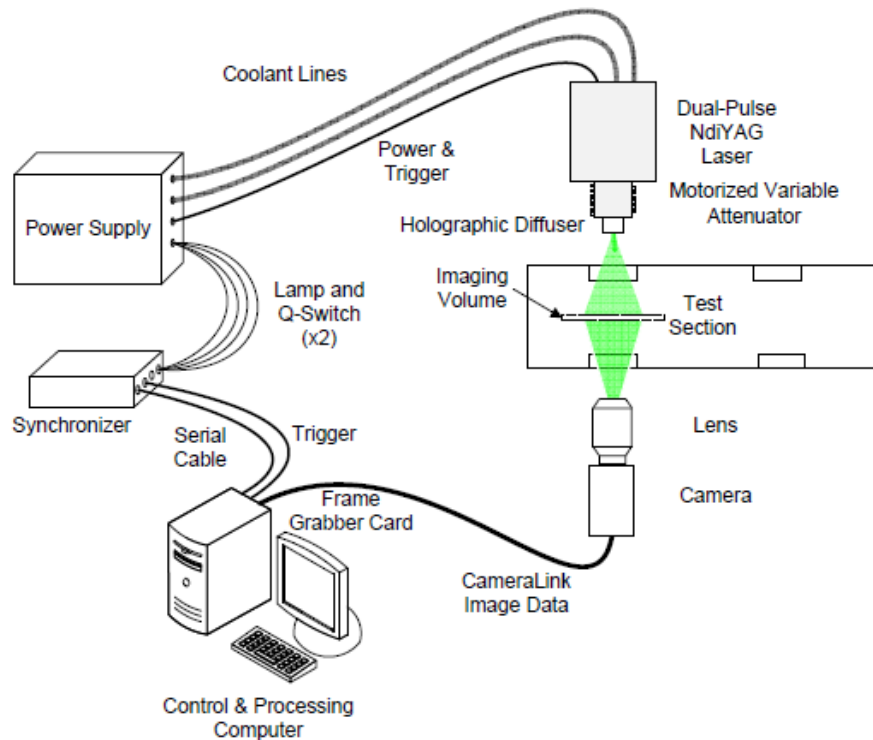 Coolant Lines
Dual-Pulse
NdiYAG
Laser
Power &
Trigger
Motorized Variable
Attenuator
Holographic Diffuser
Power Supply
Imaging
Volume
Test
Section
Lamp and
Q-Switch
(x2)
Synchronizer
Serial
Cable
Trigger
Lens
Frame
Grabber Card
Camera
CameraLink
Image Data
Control & Processing
Computer